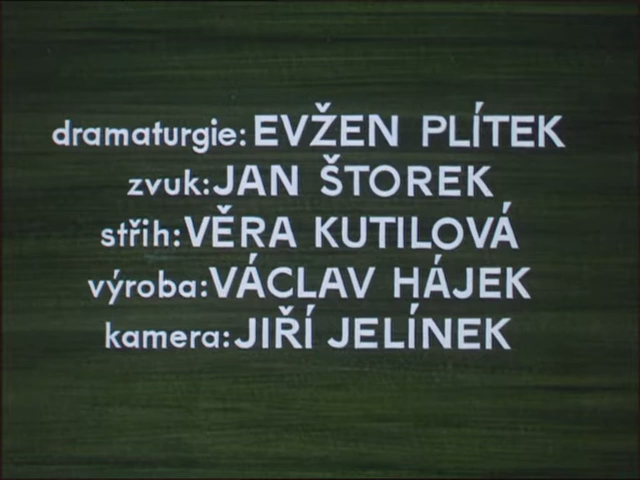 dramaturgie: EVŽEN PLÍTEK
zvuk: JAN ŠTOREK
střih: VĚRA KUTILOVÁ
výroba: VÁCLAV HÁJEK
kamera: JIŘÍ JELÍNEK